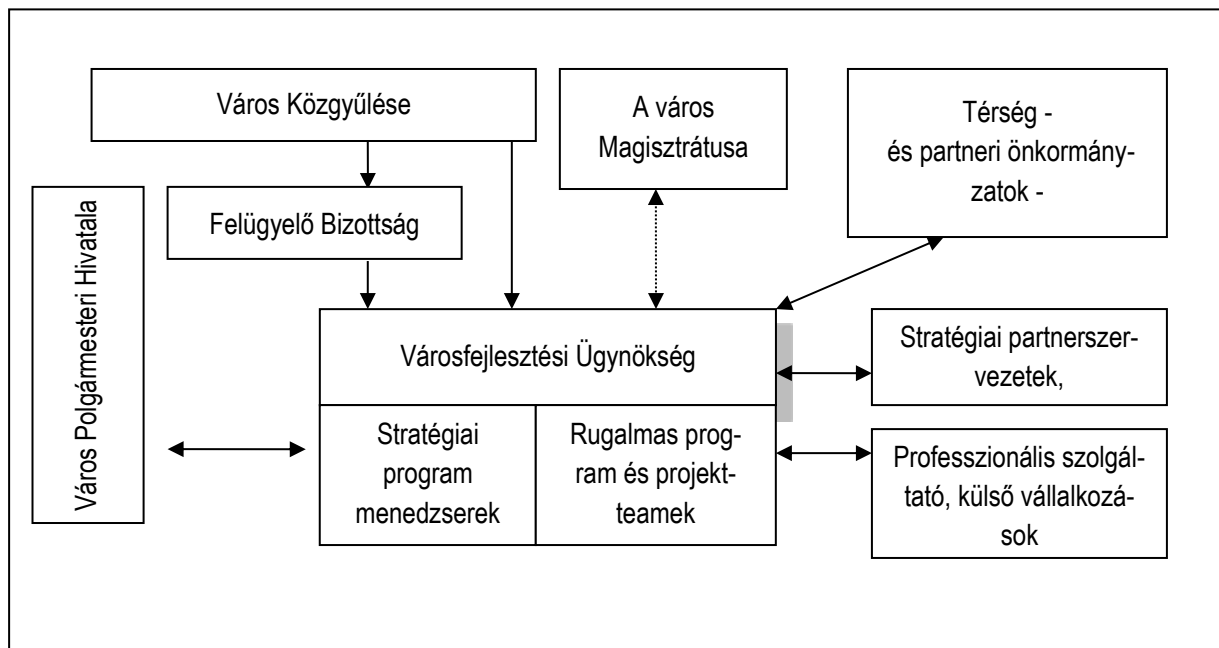 Város Közgyűlése
A város
Magisztrátusa
Térség -
és partneri önkormány-
zatok -
Város Polgármesteri Hivatala
Felügyelő Bizottság
Városfejlesztési Ügynökség
Stratégiai partnerszer-
vezetek,
Stratégiai
program
menedzserek
Rugalmas prog-
ram és projekt-
teamek
Professzionális szolgál-
tató, külső vállalkozá-
sok